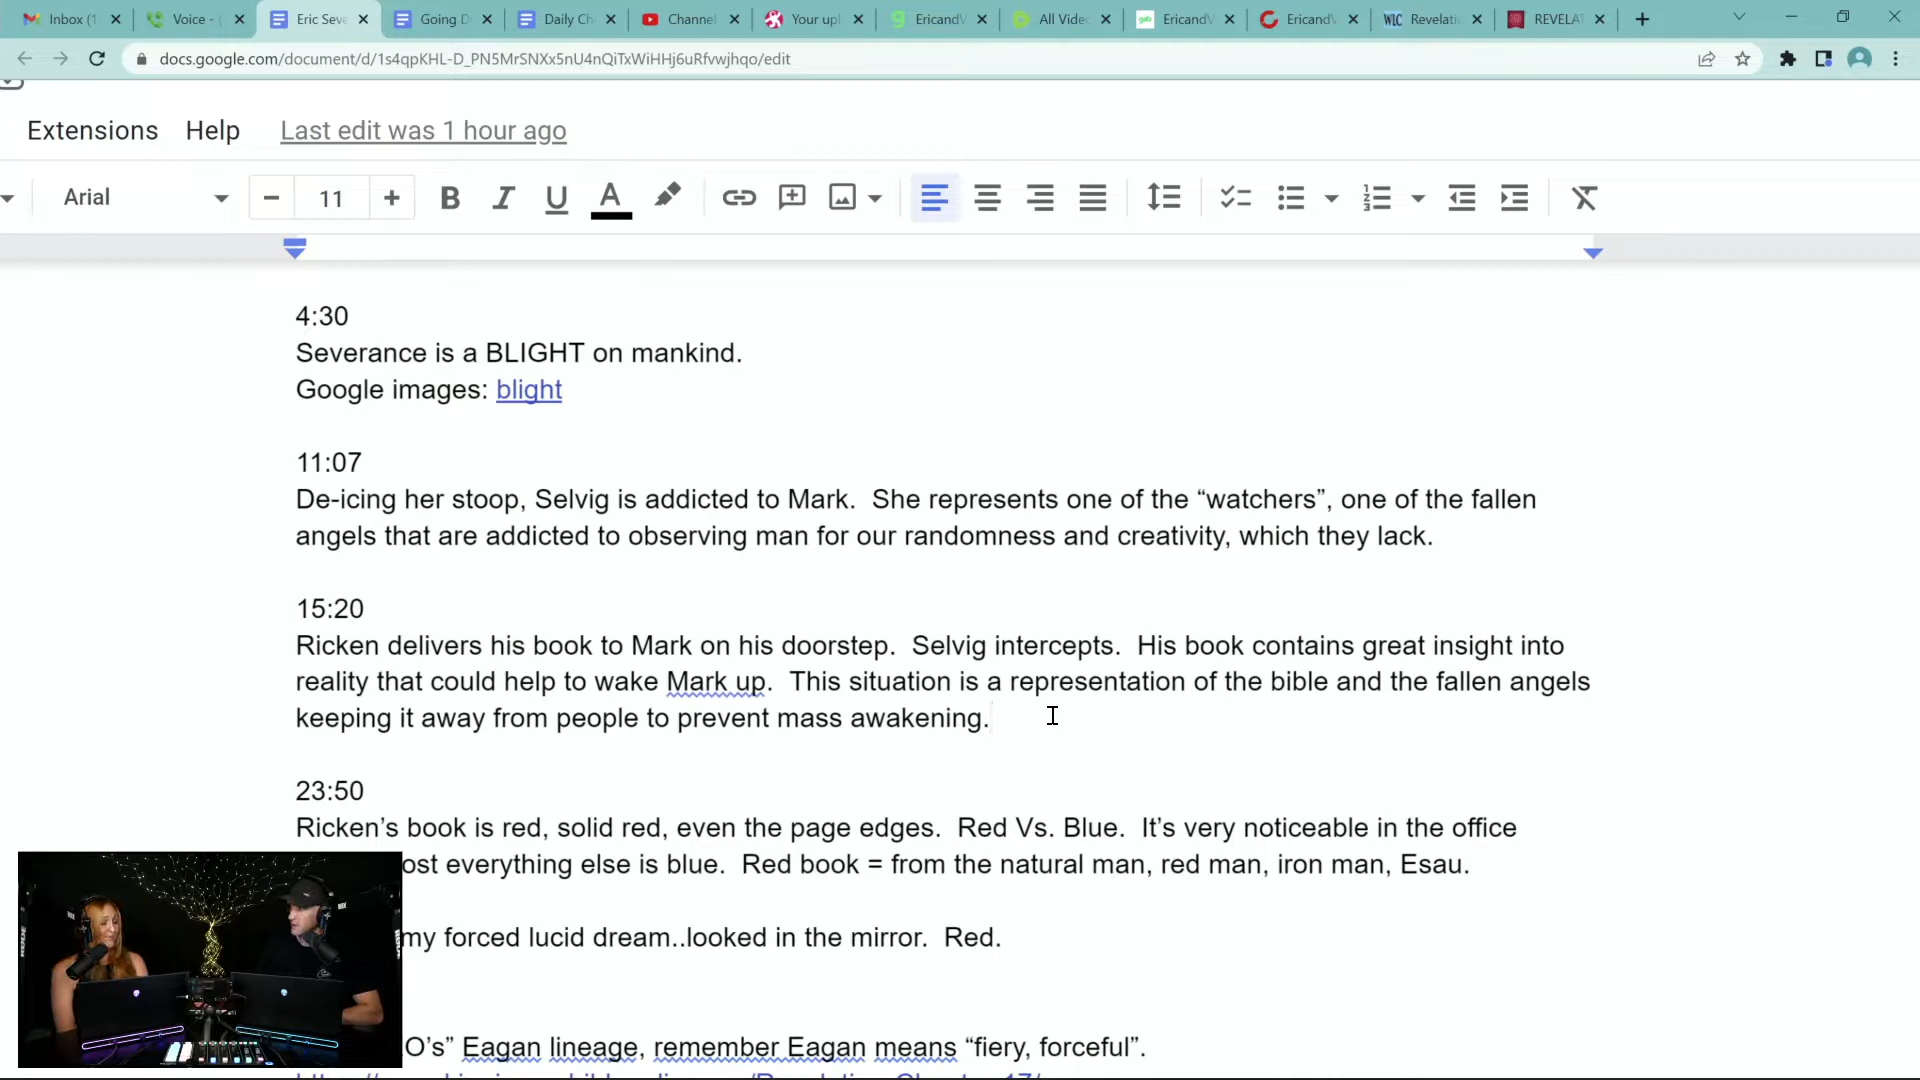 Inbox (1
Voice - (
Eric Seve
Going D
Daily Ch
Channel
Your upl
EricandV
All Video
EricandV
EricandV
Revelati
REVELAT
docs.google.com/document/d/1s4qpKHL-D_PN5MrSNXx5nU4nQiTxWiHHj6uRfvwjhqo/edit
Extensions Help Last edit was 1 hour ago
Arial 11
4:30
Severance is a BLIGHT on mankind.
Google images: blight
11:07
De-icing her stoop, Selvig is addicted to Mark. She represents one of the “watchers”, one of the fallen
angels that are addicted to observing man for our randomness and creativity, which they lack.
15:20
Ricken delivers his book to Mark on his doorstep. Selvig intercepts. His book contains great insight into
reality that could help to wake Mark up. This situation is a representation of the bible and the fallen angels
keeping it away from people to prevent mass awakening.
23:50
Ricken’s book is red, solid red, even the page edges. Red Vs. Blue. It’s very noticeable in the office
ost everything else is blue. Red book = from the natural man, red man, iron man, Esau.
my forced lucid dream..looked in the mirror. Red.
O’s” Eagan lineage, remember Eagan means “fiery, forceful”.